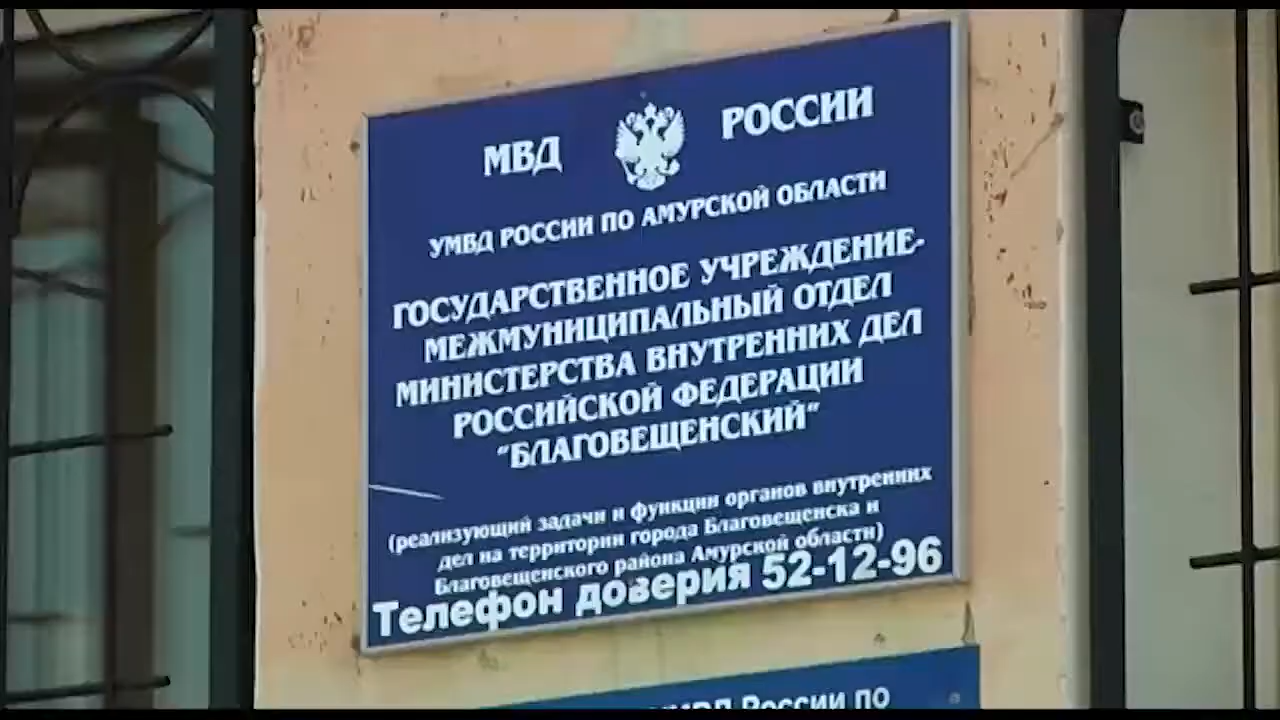 МВД РОССИИ
УМВД РОССИИ ПО АМУРСКОЙ ОБЛАСТИ
ГОСУДАРСТВЕННОЕ УЧРЕЖДЕНИЕ-
МЕЖМУНИЦИПАЛЬНЫЙ ОТДЕЛ
МИНИСТЕРСТВА ВНУТРЕННИХ ДЕЛ
РОССИЙСКОЙ ФЕДЕРАЦИИ
"БЛАГОВЕЩЕНСКИЙ"
(реализующий задачи и функции органов внутренних
дел на территории города Благовещенска и
Благовещенского района Амурской области)
Телефон доверия 52-12-96
УМВД России по